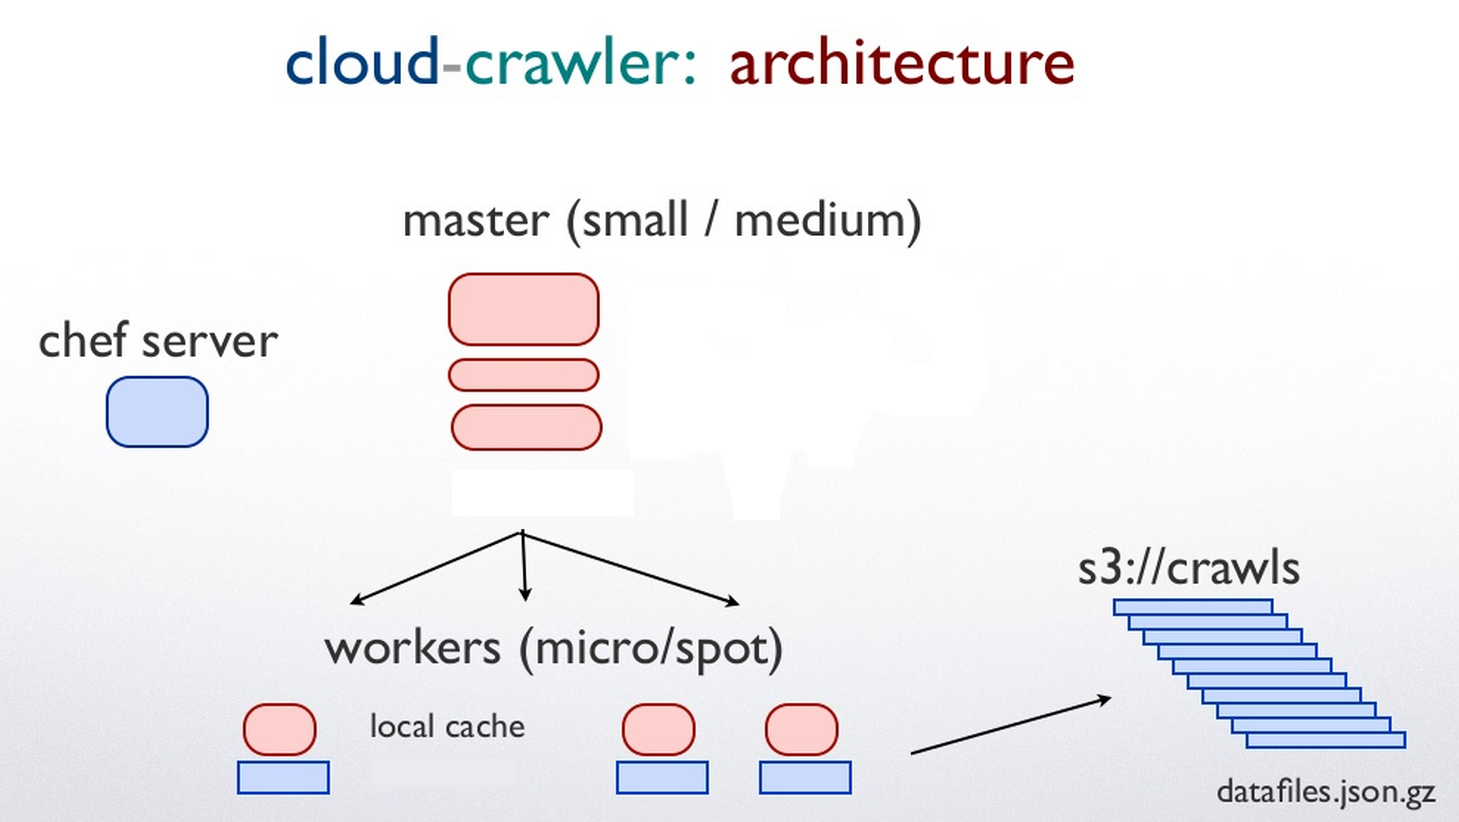 cloud-crawler: architecture
master (small / medium)
chef server
workers (micro/spot)
local cache
s3://crawls
datafiles.json.gz